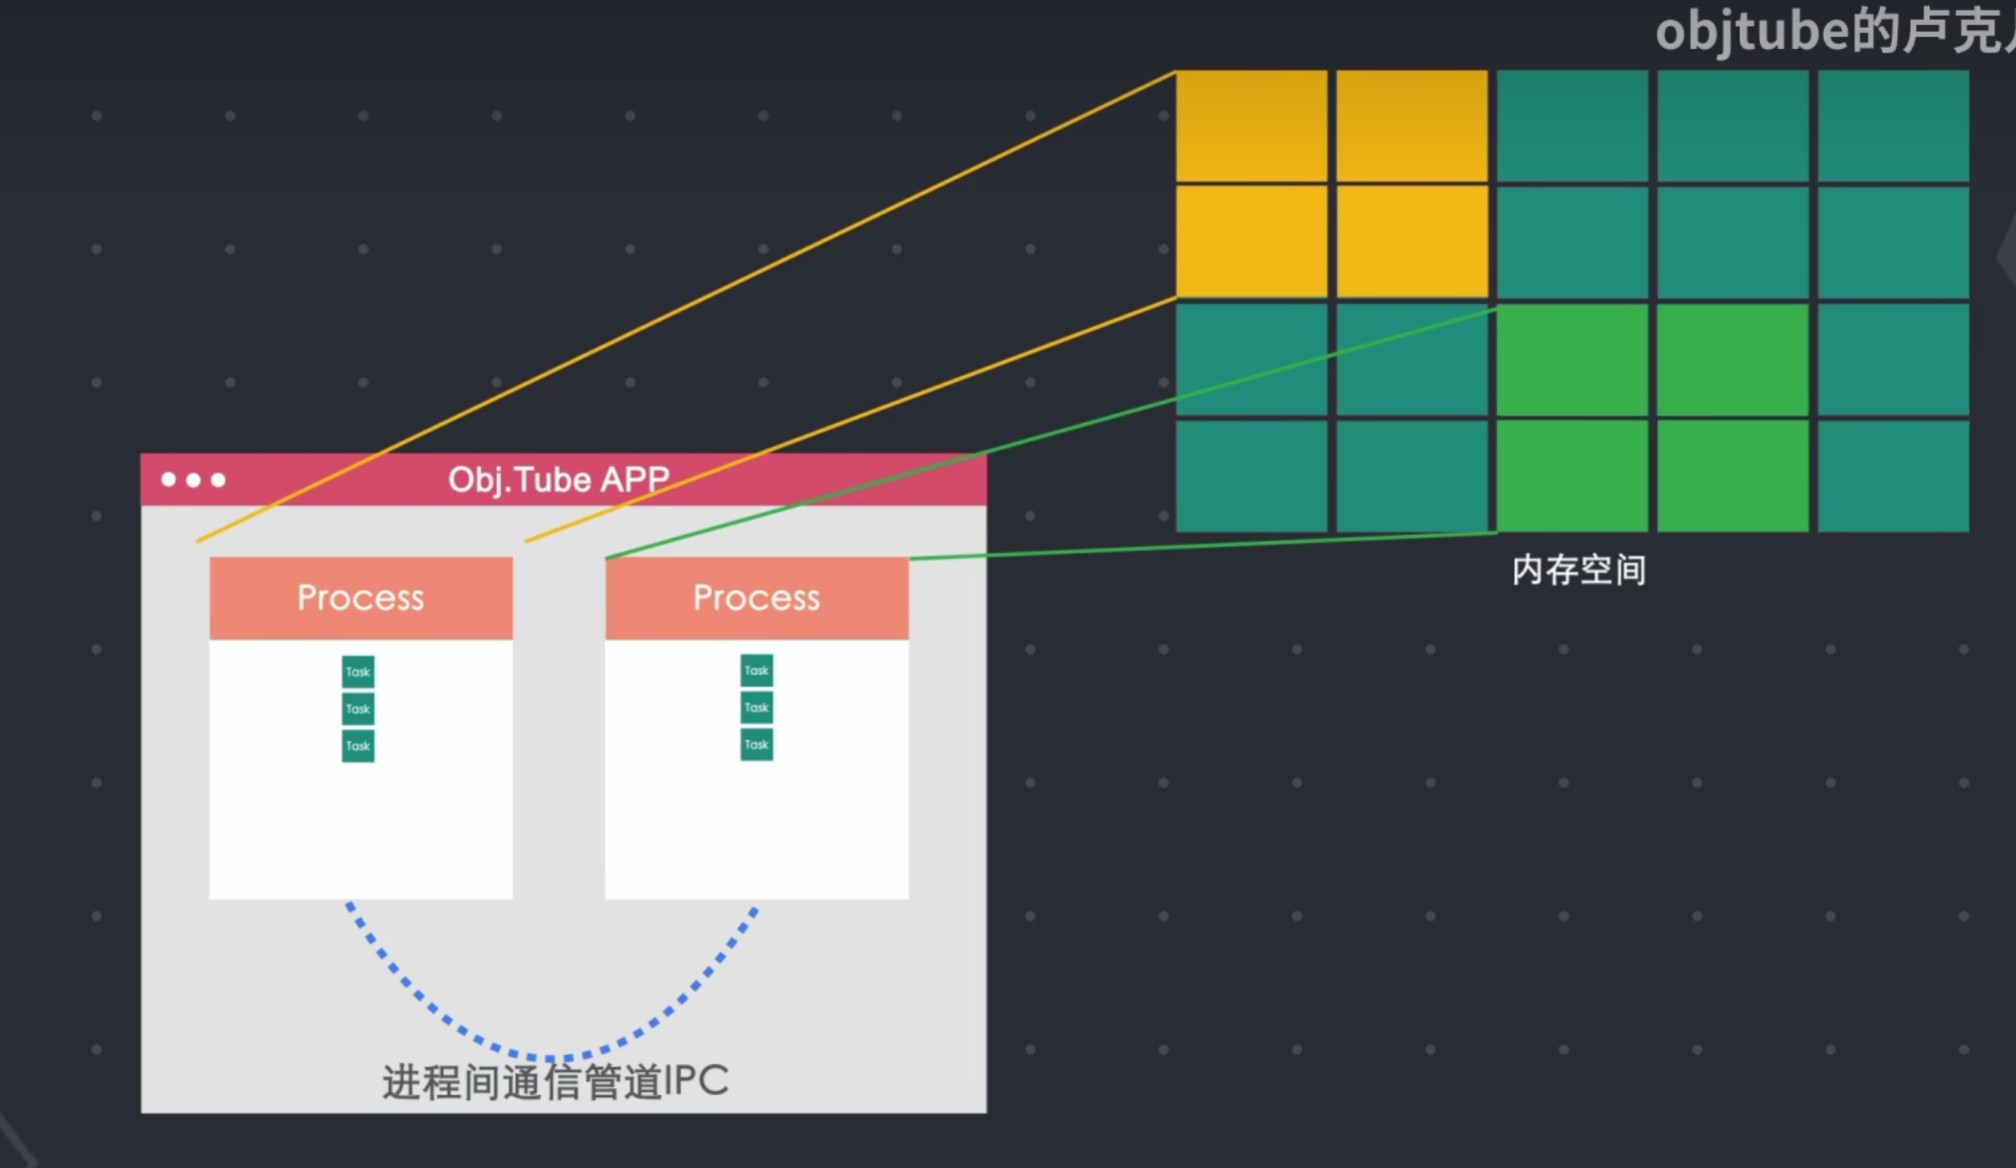 objtube的卢克
Obj.Tube APP
Process
Process
Task
Task
Task
Task
Task
Task
内存空间
进程间通信管道IPC